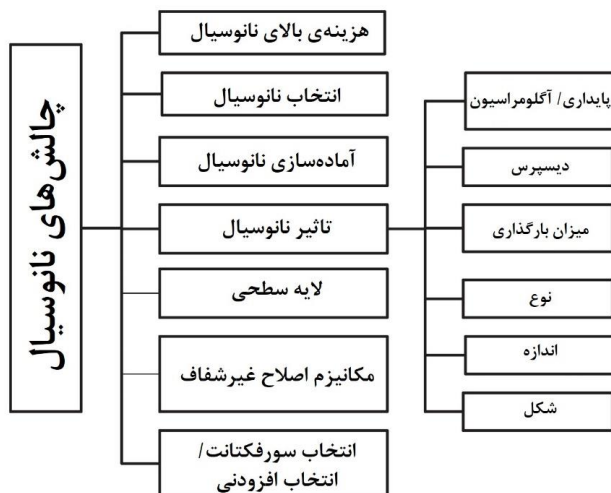 چالش‌های نانوسیال
هزینه‌ی بالای نانوسیال
انتخاب نانوسیال
آماده‌سازی نانوسیال
تاثیر نانوسیال
لایه سطحی
مکانیزم اصلاح غیرشفاف
انتخاب سورفکتانت/
انتخاب افزودنی
پایداری/ آگلومراسیون
دیسپرس
میزان بارگذاری
نوع
اندازه
شکل